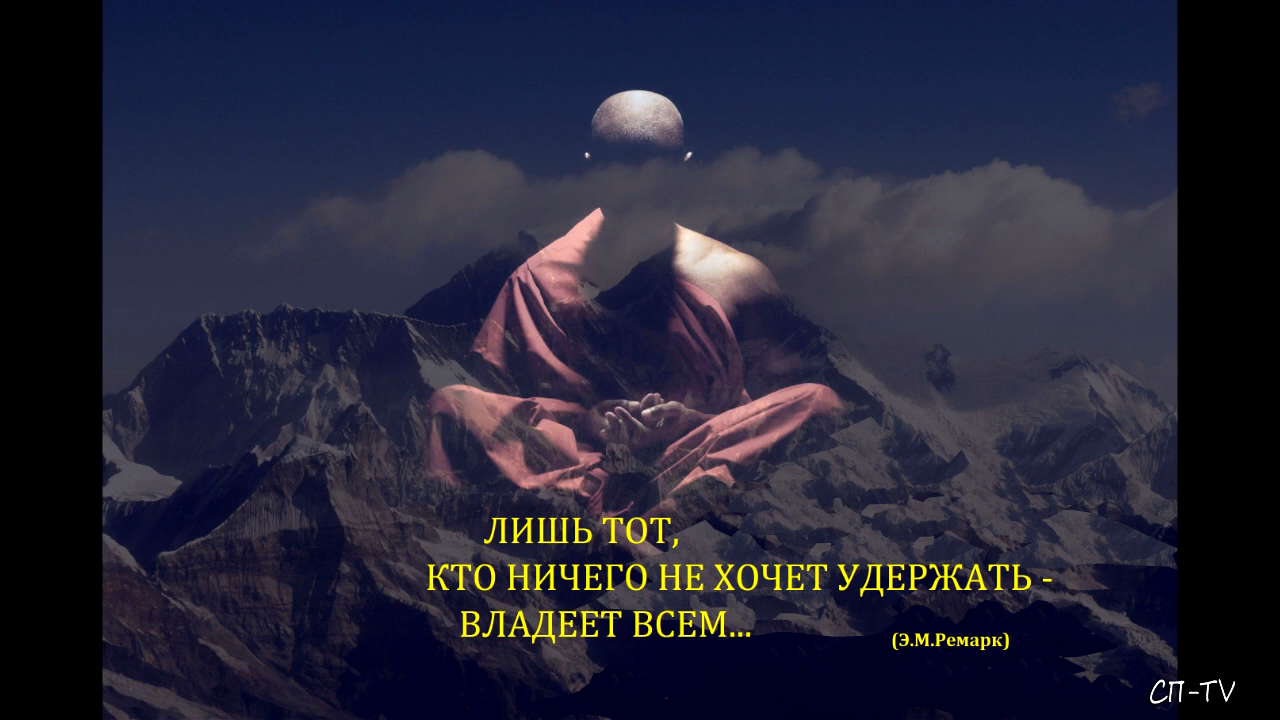 ЛИШЬ ТОТ,
КТО НИЧЕГО НЕ ХОЧЕТ УДЕРЖАТЬ -
ВЛАДЕЕТ ВСЕМ...
(Э.М.Ремарк)
СП-TV